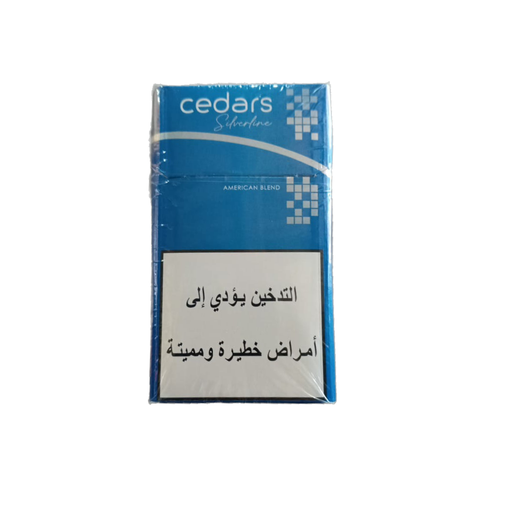 cedars
Silverline
AMERICAN BLEND
التدخين يؤدي إلى
أمراض خطيرة ومميتة